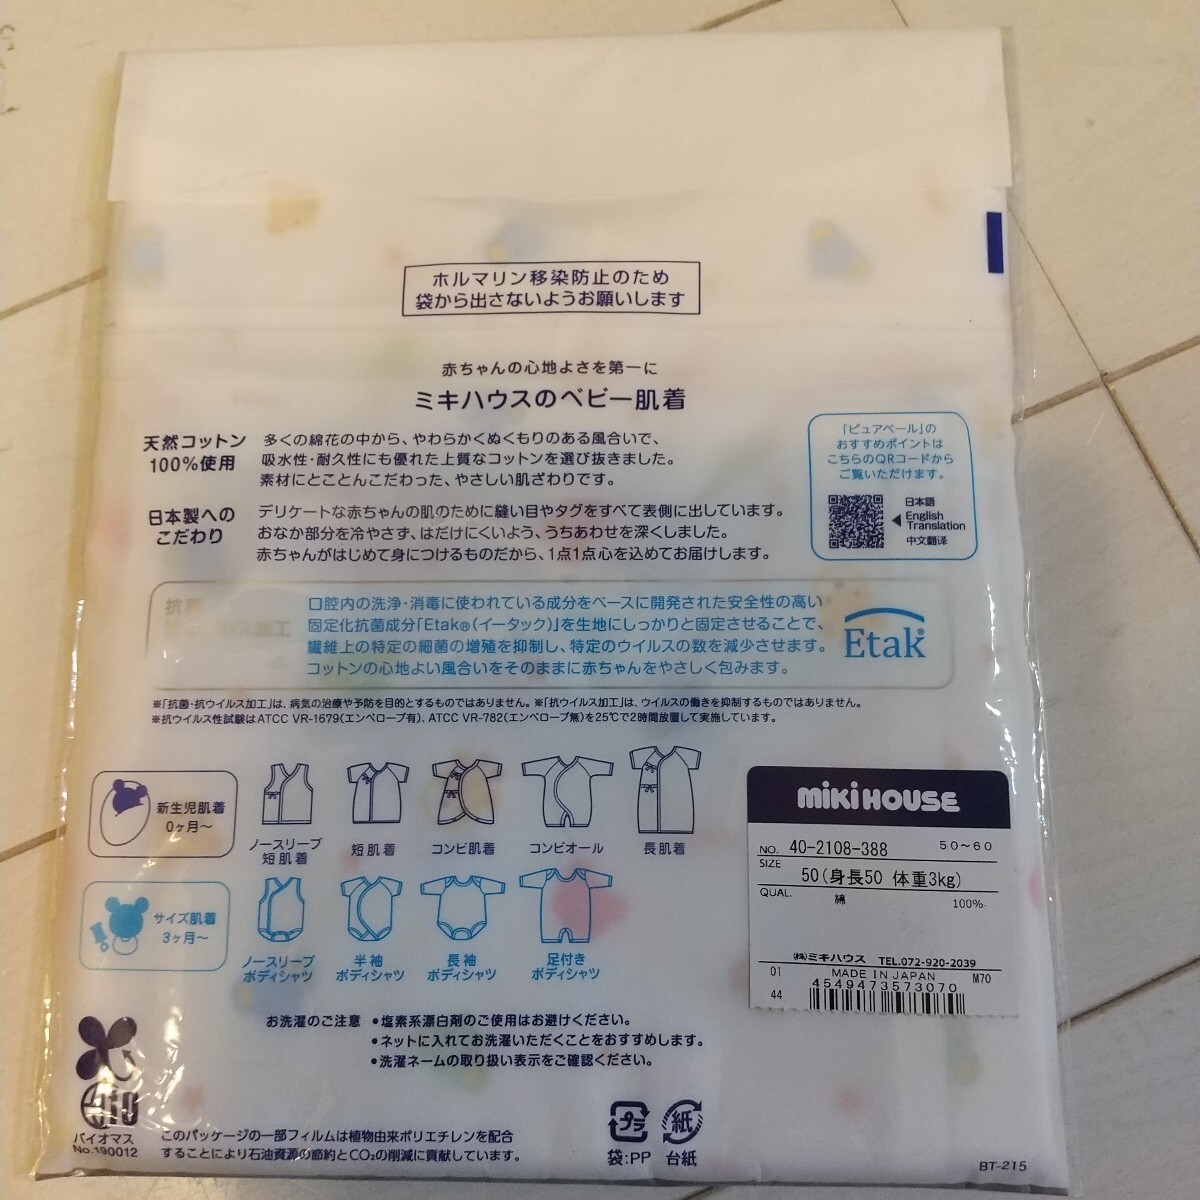 ホルマリン移染防止のため
袋から出さないようお願いします
赤ちゃんの心地よさを第一に
ミキハウスのベビー肌着
天然コットン
100%使用
多くの綿花の中から、やわらかくぬくもりのある風合いで、
吸水性・耐久性にも優れた上質なコットンを選び抜きました。
素材にとことんこだわった、やさしい肌ざわりです。
日本製への
こだわり
デリケートな赤ちゃんの肌のために縫い目やタグをすべて表側に出しています。
おなか部分を冷やさず、はだけにくいよう、うちあわせを深くしました。
赤ちゃんがはじめて身につけるものだから、1点1点心を込めてお届けします。
「ピュアベール」の
おすすめポイントは
こちらのQRコードから
ご覧いただけます。
日本語
English
Translation
中文翻译
口腔内の洗浄・消毒に使われている成分をベースに開発された安全性の高い
固定化抗菌成分「Etak®(イータック)」を生地にしっかりと固定させることで、
繊維上の特定の細菌の増殖を抑制し、特定のウイルスの数を減少させます。
コットンの心地よい風合いをそのままに赤ちゃんをやさしく包みます。
Etak®
※「抗菌・抗ウイルス加工」は、病気の治療や予防を目的とするものではありません。※「抗ウイルス加工」は、ウイルスの働きを抑制するものではありません。
※抗ウイルス性試験はATCC VR-1679(エンベロープ有)、ATCC VR-782(エンベロープ無)を25℃で2時間放置して実施しています。
新生児肌着
0ヶ月～
ノースリーブ
短肌着
短肌着
コンビ肌着
コンビオール
長肌着
サイズ肌着
3ヶ月～
ノースリーブ
ボディシャツ
半袖
ボディシャツ
長袖
ボディシャツ
足付き
ボディシャツ
miKiHOUSE
NO. 40-2108-388 50～60
SIZE
50(身長50 体重3kg)
QUAL.
綿 100%
(株)ミキハウス TEL.072-920-2039
01 MADE IN JAPAN M70
44 4549473573070
お洗濯のご注意 •塩素系漂白剤のご使用はお避けください。
•ネットに入れてお洗濯いただくことをおすすめします。
•洗濯ネームの取り扱い表示をご確認ください。
バイオマス
No.190012
このパッケージの一部フィルムは植物由来ポリエチレンを配合
することにより石油資源の節約とCO₂の削減に貢献しています。
プラ
袋:PP
紙
台紙
BT-215